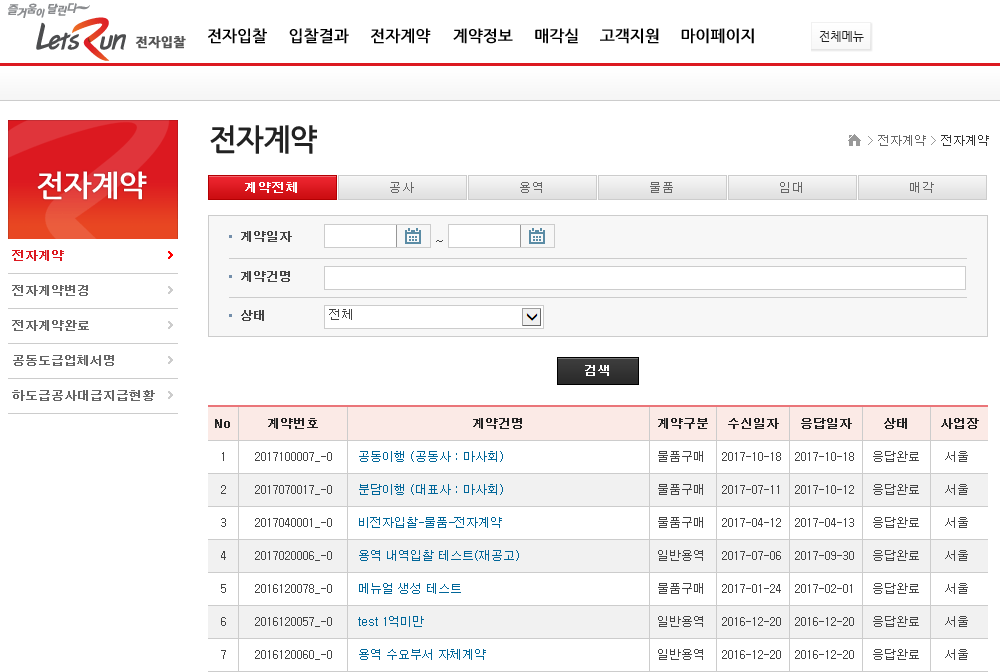 즐거움이 달린다~
Let's Run 전자입찰 전자입찰 입찰결과 전자계약 계약정보 매각실 고객지원 마이페이지 전체메뉴
전자계약
전자계약
전자계약변경
전자계약완료
공동도급업체서명
하도급공사대급지급현황
전자계약
전자계약 전자계약
계약전체 공사 용역 물품 임대 매각
계약일자 ~
계약건명
상태 전체
검색
No 계약번호 계약건명 계약구분 수신일자 응답일자 상태 사업장
1 2017100007_-0 공동이행 (공동사 : 마사회) 물품구매 2017-10-18 2017-10-18 응답완료 서울
2 2017070017_-0 분담이행 (대표사 : 마사회) 물품구매 2017-07-11 2017-10-12 응답완료 서울
3 2017040001_-0 비전자입찰-물품-전자계약 물품구매 2017-04-12 2017-04-13 응답완료 서울
4 2017020006_-0 용역 내역입찰 테스트(재공고) 일반용역 2017-07-06 2017-09-30 응답완료 서울
5 2016120078_-0 메뉴얼 생성 테스트 물품구매 2017-01-24 2017-02-01 응답완료 서울
6 2016120057_-0 test 1억미만 일반용역 2016-12-20 2016-12-20 응답완료 서울
7 2016120060_-0 용역 수요부서 자체계약 일반용역 2016-12-20 2016-12-20 응답완료 서울